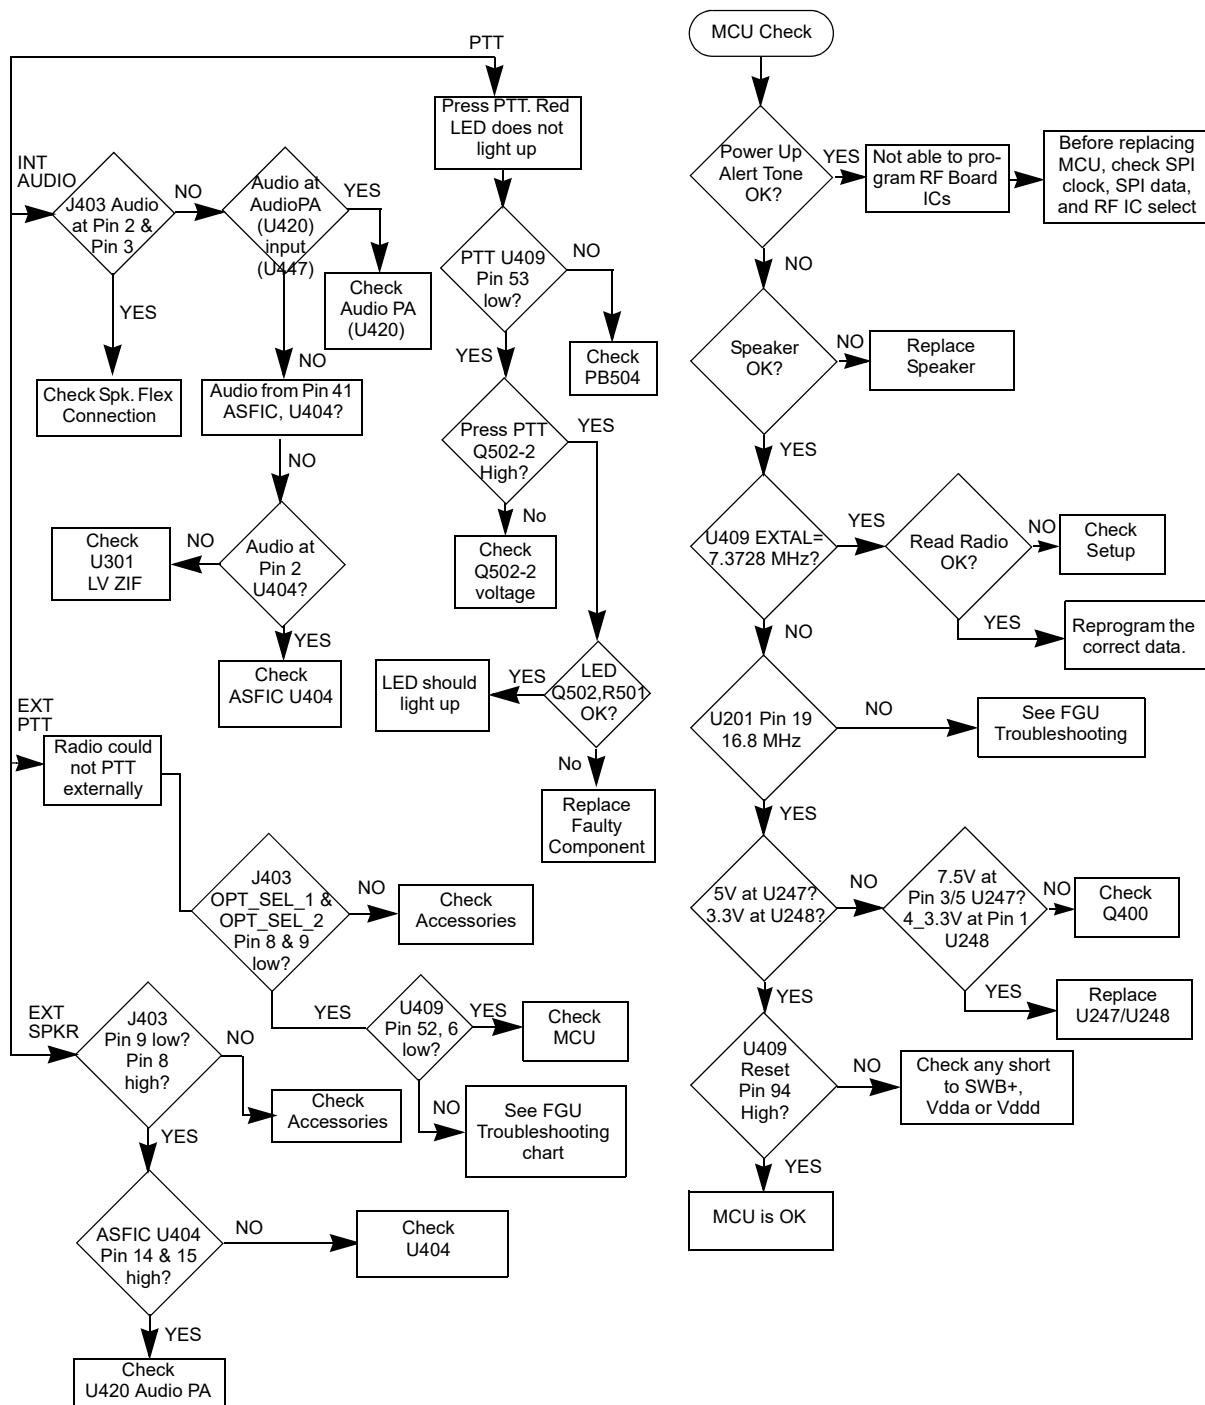 PTT
Press PTT. Red
LED does not
light up
INT
AUDIO
J403 Audio
at Pin 2 &
Pin 3
NO
Audio at
AudioPA
(U420)
input
(U447)
YES
Check
Audio PA
(U420)
YES
Check Spk. Flex
Connection
NO
Audio from Pin 41
ASFIC, U404?
NO
Audio at
Pin 2
U404?
NO
Check
U301
LV ZIF
YES
Check
ASFIC U404
PTT U409
Pin 53
low?
NO
Check
PB504
YES
Press PTT
Q502-2
High?
YES
No
Check
Q502-2
voltage
LED
Q502,R501
OK?
YES
LED should
light up
No
Replace
Faulty
Component
EXT
PTT
Radio could
not PTT
externally
J403
OPT_SEL_1 &
OPT_SEL_2
Pin 8 & 9
low?
NO
Check
Accessories
YES
U409
Pin 52, 6
low?
YES
Check
MCU
NO
See FGU
Troubleshooting
chart
EXT
SPKR
J403
Pin 9 low?
Pin 8
high?
NO
Check
Accessories
YES
ASFIC U404
Pin 14 & 15
high?
NO
Check
U404
YES
Check
U420 Audio PA
MCU Check
Power Up
Alert Tone
OK?
YES
Not able to pro-
gram RF Board
ICs
Before replacing
MCU, check SPI
clock, SPI data,
and RF IC select
NO
Speaker
OK?
NO
Replace
Speaker
YES
U409 EXTAL=
7.3728 MHz?
YES
Read Radio
OK?
NO
Check
Setup
YES
Reprogram the
correct data.
NO
U201 Pin 19
16.8 MHz
NO
See FGU
Troubleshooting
YES
5V at U247?
3.3V at U248?
NO
7.5V at
Pin 3/5 U247?
4_3.3V at Pin 1
U248
NO
Check
Q400
YES
Replace
U247/U248
YES
U409
Reset
Pin 94
High?
NO
Check any short
to SWB+,
Vdda or Vddd
YES
MCU is OK